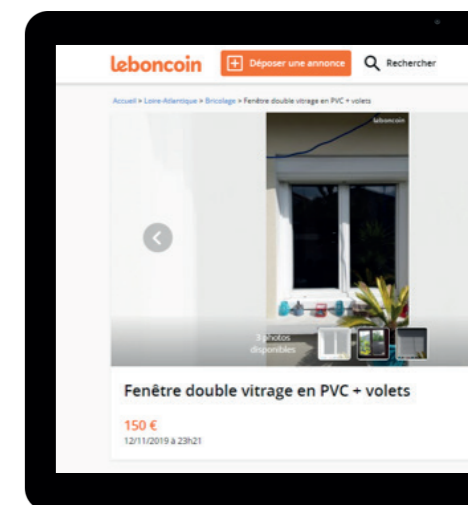 leboncoin
Déposer une annonce
Rechercher
Accueil > Loire-Atlantique > Bricolage > Fenêtre double vitrage en PVC + volets
leboncoin
3 photos
disponibles
Fenêtre double vitrage en PVC + volets
150 €
12/11/2019 à 23h21